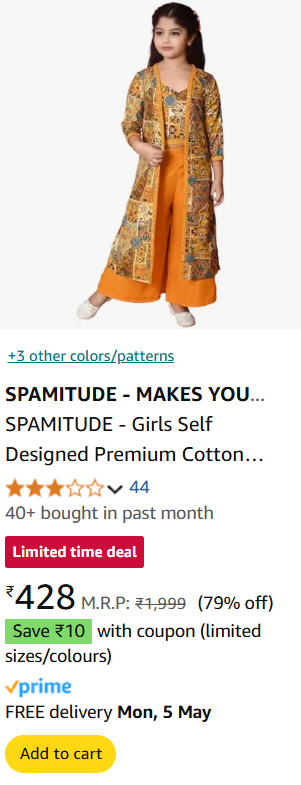 +3 other colors/patterns
SPAMITUDE - MAKES YOU...
SPAMITUDE - Girls Self
Designed Premium Cotton...
44
40+ bought in past month
Limited time deal
₹428 M.R.P: ₹1,999 (79% off)
Save ₹10 with coupon (limited
sizes/colours)
prime
FREE delivery Mon, 5 May
Add to cart